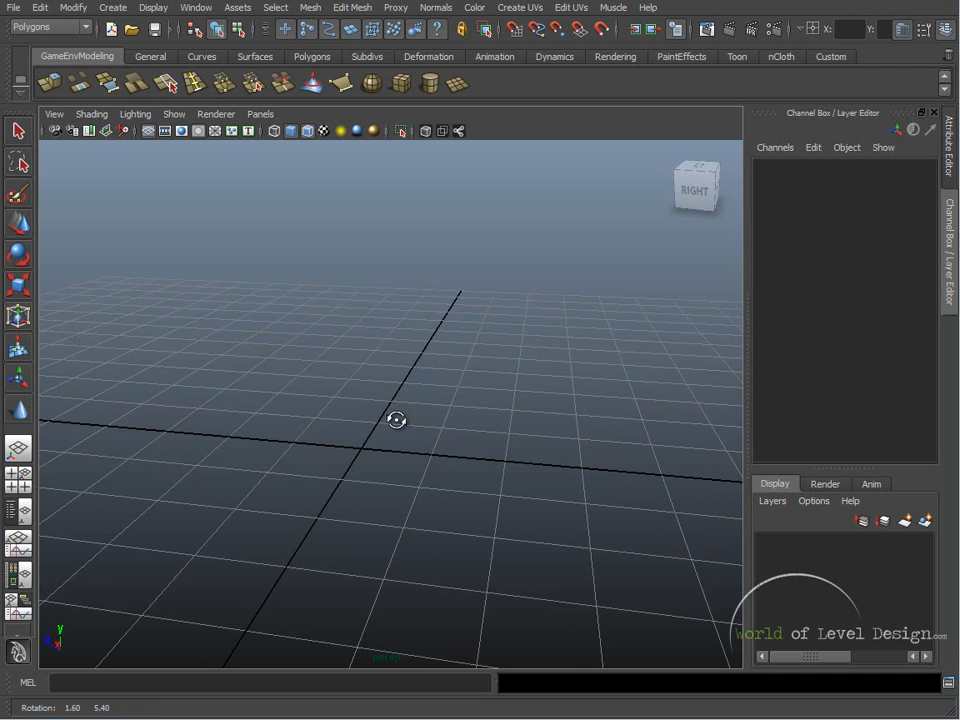 File Edit Modify Create Display Window Assets Select Mesh Edit Mesh Proxy Normals Color Create UVs Edit UVs Muscle Help
Polygons X: Y:
GameEnvModeling General Curves Surfaces Polygons Subdivs Deformation Animation Dynamics Rendering PaintEffects Toon nCloth Custom
View Shading Lighting Show Renderer Panels
Channel Box / Layer Editor
Channels Edit Object Show
Attribute Editor
Channel Box / Layer Editor
RIGHT
Display Render Anim
Layers Options Help
y
z x
persp
World of Level Design.com
MEL
Rotation: 1.60 5.40